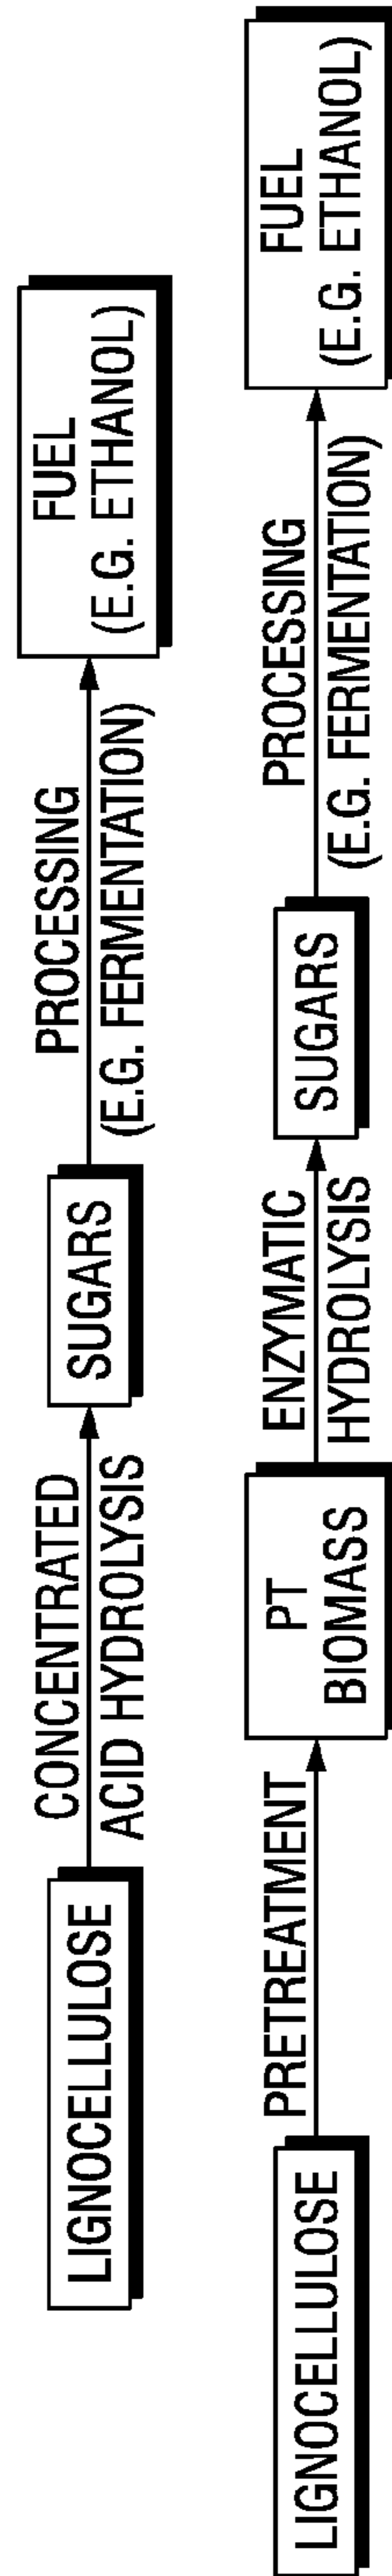 LIGNOCELLULOSE
CONCENTRATED
ACID HYDROLYSIS
SUGARS
PROCESSING
(E.G. FERMENTATION)
FUEL
(E.G. ETHANOL)
LIGNOCELLULOSE
PRETREATMENT
PT
BIOMASS
ENZYMATIC
HYDROLYSIS
SUGARS
PROCESSING
(E.G. FERMENTATION)
FUEL
(E.G. ETHANOL)